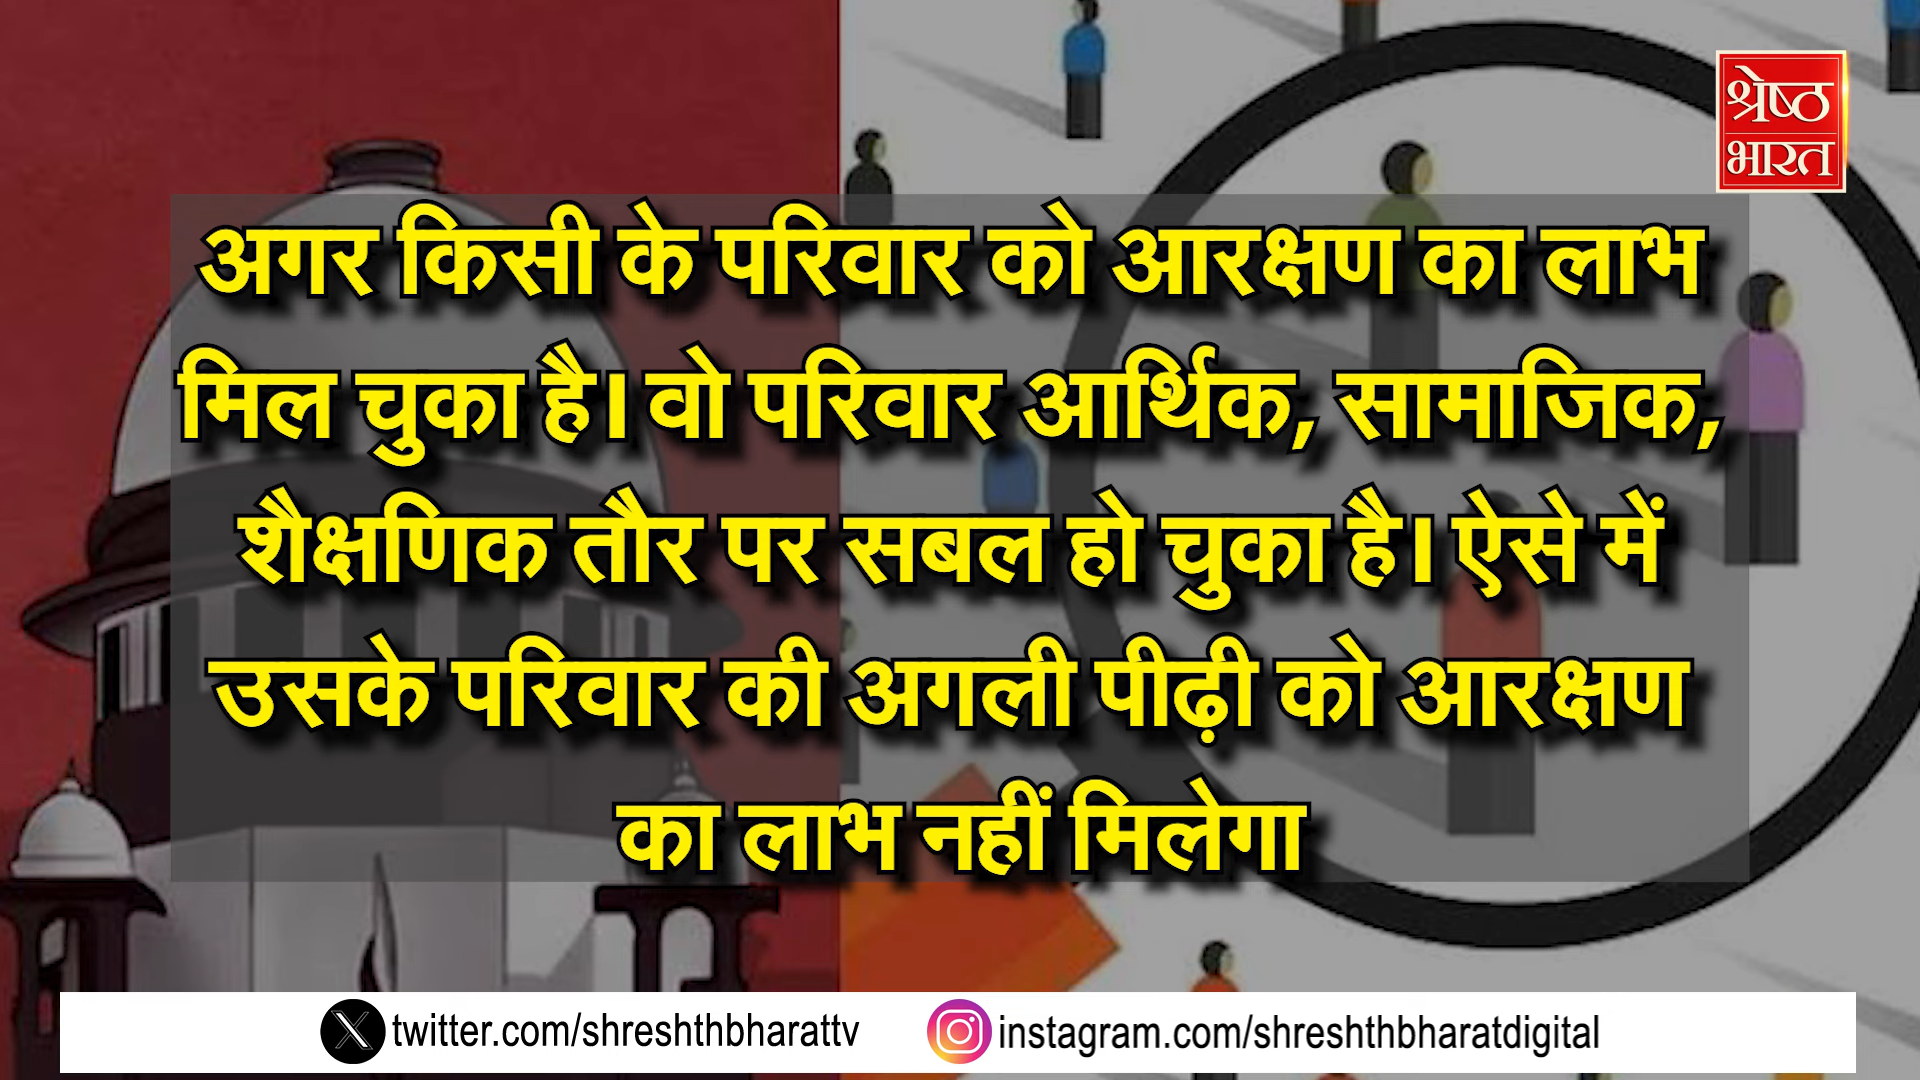 श्रेष्ठ
भारत
अगर किसी के परिवार को आरक्षण का लाभ
मिल चुका है। वो परिवार आर्थिक, सामाजिक,
शैक्षणिक तौर पर सबल हो चुका है। ऐसे में
उसके परिवार की अगली पीढ़ी को आरक्षण
का लाभ नहीं मिलेगा
twitter.com/shreshthbharattv
instagram.com/shreshthbharatdigital